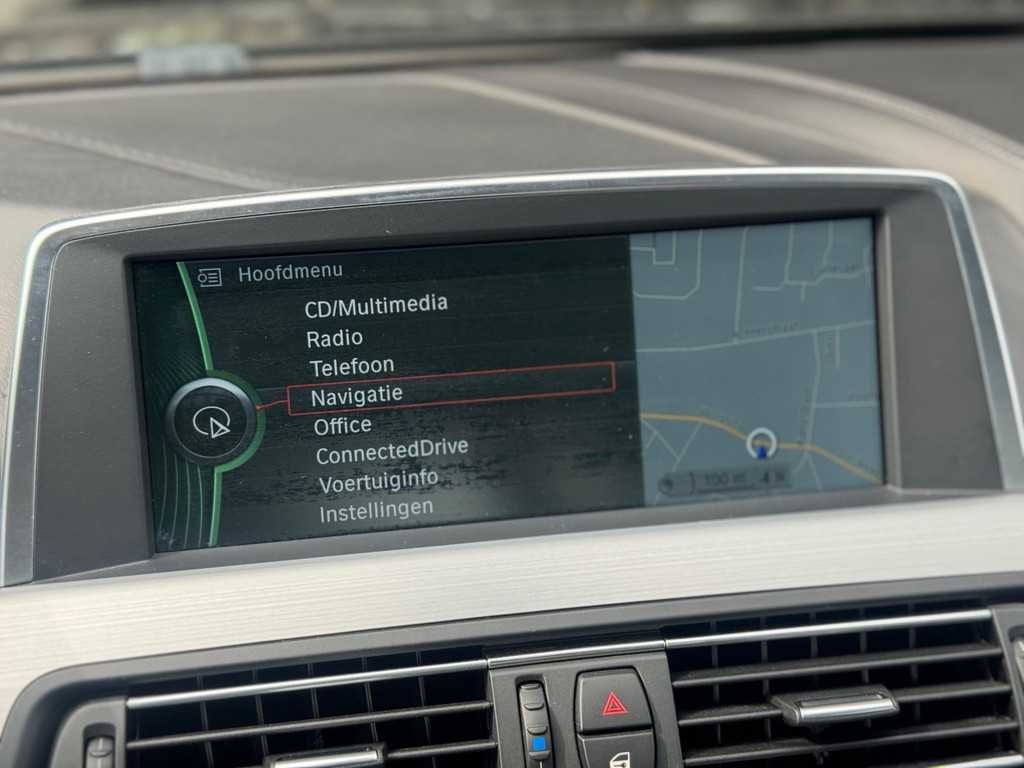 Hoofdmenu
CD/Multimedia
Radio
Telefoon
Navigatie
Office
ConnectedDrive
Voertuiginfo
Instellingen
100 m